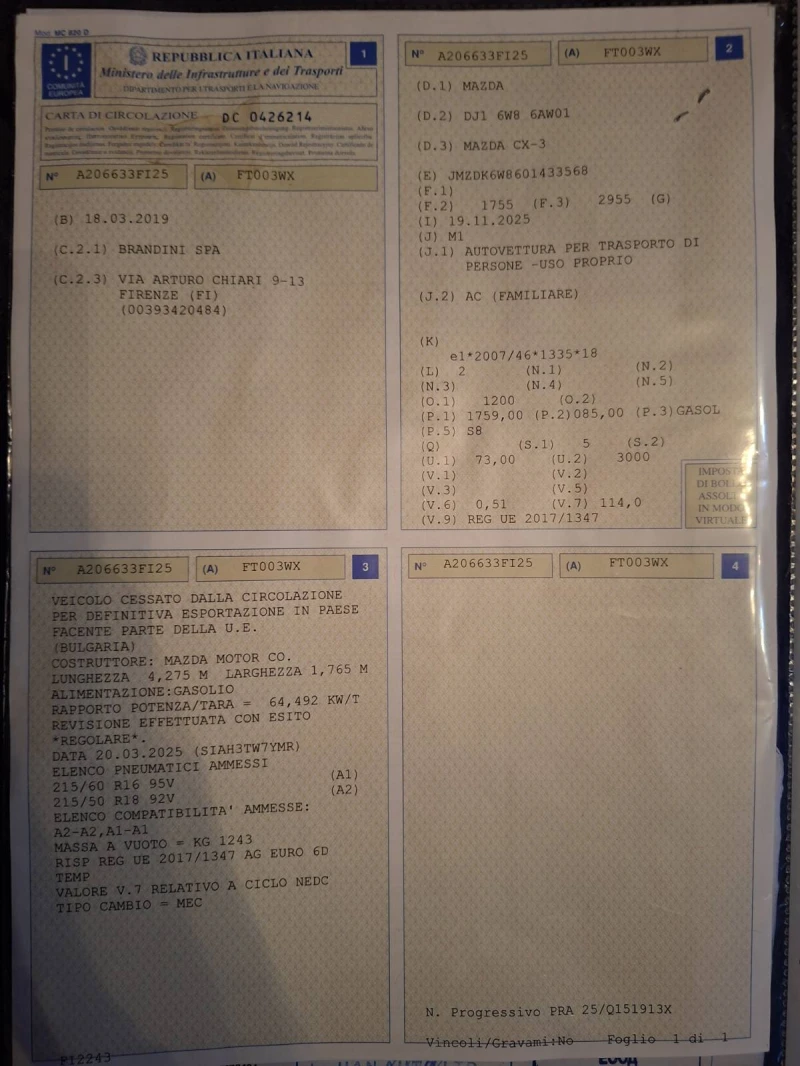 Mod. MC 820 D
I
COMUNITÀ
EUROPEA
REPUBBLICA ITALIANA
Ministero delle Infrastrutture e dei Trasporti
DIPARTIMENTO PER I TRASPORTI E LA NAVIGAZIONE
1
CARTA DI CIRCOLAZIONE DC 0426214
N° A206633FI25 (A) FT003WX
(B) 18.03.2019
(C.2.1) BRANDINI SPA
(C.2.3) VIA ARTURO CHIARI 9-13
FIRENZE (FI)
(00393420484)
N° A206633FI25 (A) FT003WX 2
(D.1) MAZDA
(D.2) DJ1 6W8 6AW01
(D.3) MAZDA CX-3
(E) JMZDK6W8601433568
(F.1)
(F.2) 1755 (F.3) 2955 (G)
(I) 19.11.2025
(J) M1
(J.1) AUTOVETTURA PER TRASPORTO DI
PERSONE -USO PROPRIO
(J.2) AC (FAMILIARE)
(K)
e1*2007/46*1335*18
(L) 2 (N.1) (N.2)
(N.3) (N.4) (N.5)
(O.1) 1200 (O.2)
(P.1) 1759,00 (P.2)085,00 (P.3)GASOL
(P.5) S8
(Q) (S.1) 5 (S.2)
(U.1) 73,00 (U.2) 3000
(V.1) (V.2)
(V.3) (V.5)
(V.6) 0,51 (V.7) 114,0
(V.9) REG UE 2017/1347
IMPOSTA
DI BOLLO
ASSOLTA
IN MODO
VIRTUALE
N° A206633FI25 (A) FT003WX 3
VEICOLO CESSATO DALLA CIRCOLAZIONE
PER DEFINITIVA ESPORTAZIONE IN PAESE
FACENTE PARTE DELLA U.E.
(BULGARIA)
COSTRUTTORE: MAZDA MOTOR CO.
LUNGHEZZA 4,275 M LARGHEZZA 1,765 M
ALIMENTAZIONE:GASOLIO
RAPPORTO POTENZA/TARA = 64,492 KW/T
REVISIONE EFFETTUATA CON ESITO
*REGOLARE*.
DATA 20.03.2025 (SIAH3TW7YMR)
ELENCO PNEUMATICI AMMESSI
215/60 R16 95V (A1)
215/50 R18 92V (A2)
ELENCO COMPATIBILITA' AMMESSE:
A2-A2,A1-A1
MASSA A VUOTO = KG 1243
RISP REG UE 2017/1347 AG EURO 6D
TEMP
VALORE V.7 RELATIVO A CICLO NEDC
TIPO CAMBIO = MEC
N° A206633FI25 (A) FT003WX 4
N. Progressivo PRA 25/Q151913X
Vincoli/Gravami:No Foglio 1 di 1